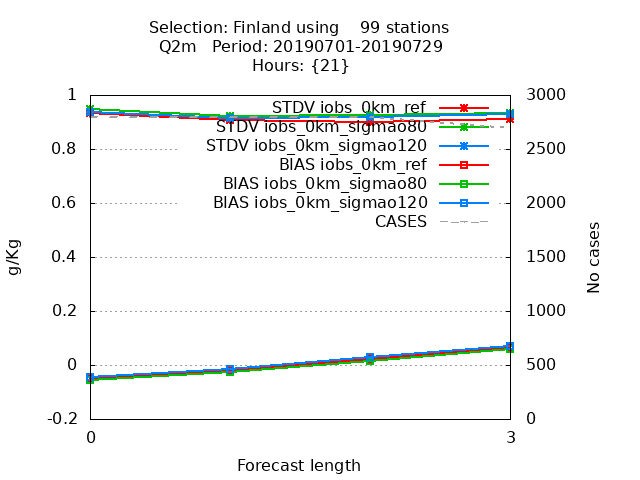 Selection: Finland using    99 stations
Q2m   Period: 20190701-20190729
Hours: {21}
1
0.8
0.6
0.4
0.2
0
-0.2
g/Kg
STDV iobs_0km_ref
STDV iobs_0km_sigmao80
STDV iobs_0km_sigmao120
BIAS iobs_0km_ref
BIAS iobs_0km_sigmao80
BIAS iobs_0km_sigmao120
CASES
3000
2500
2000
1500
1000
500
0
No cases
0 3
Forecast length